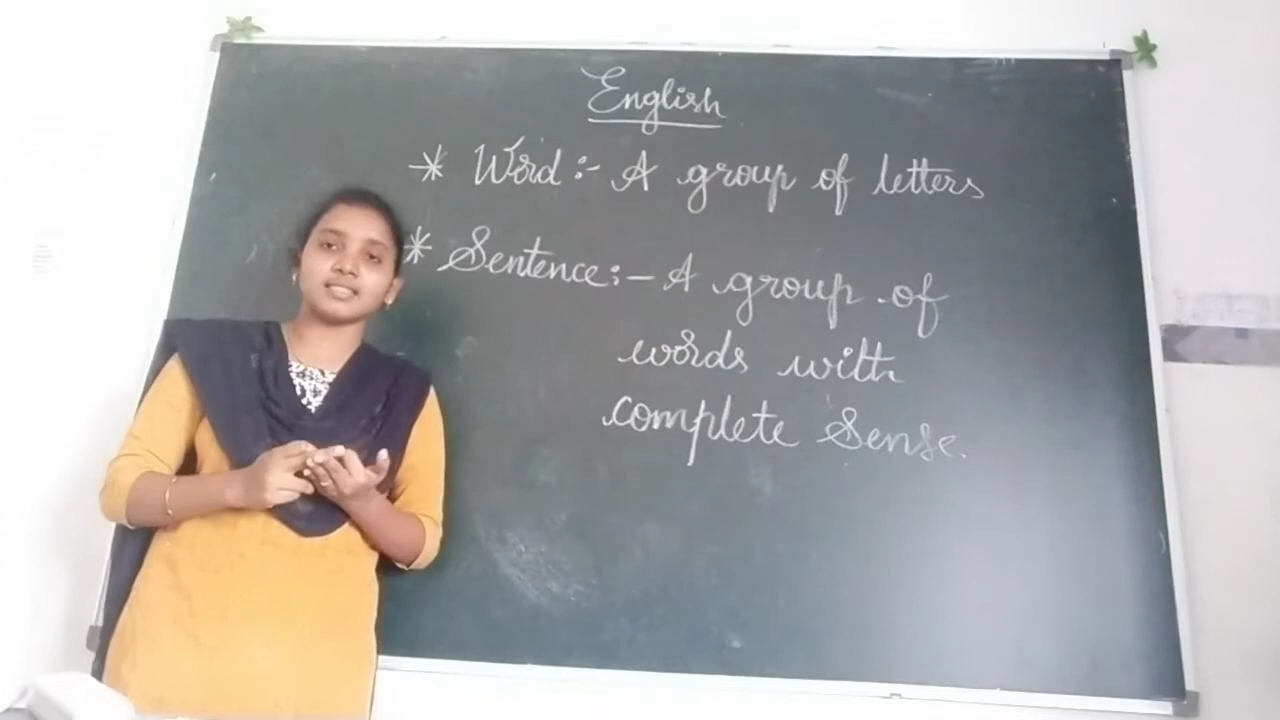 English
* Word :- A group of letters
* Sentence :- A group of
words with
complete Sense.